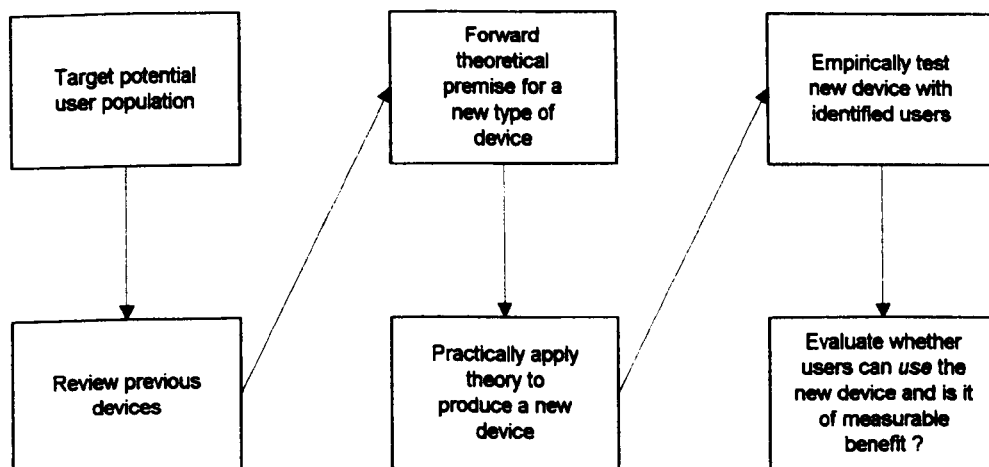 Target potential
user population
Review previous
devices
Forward
theoretical
premise for a
new type of
device
Practically apply
theory to
produce a new
device
Empirically test
new device with
identified users
Evaluate whether
users can use the
new device and is it
of measurable
benefit ?